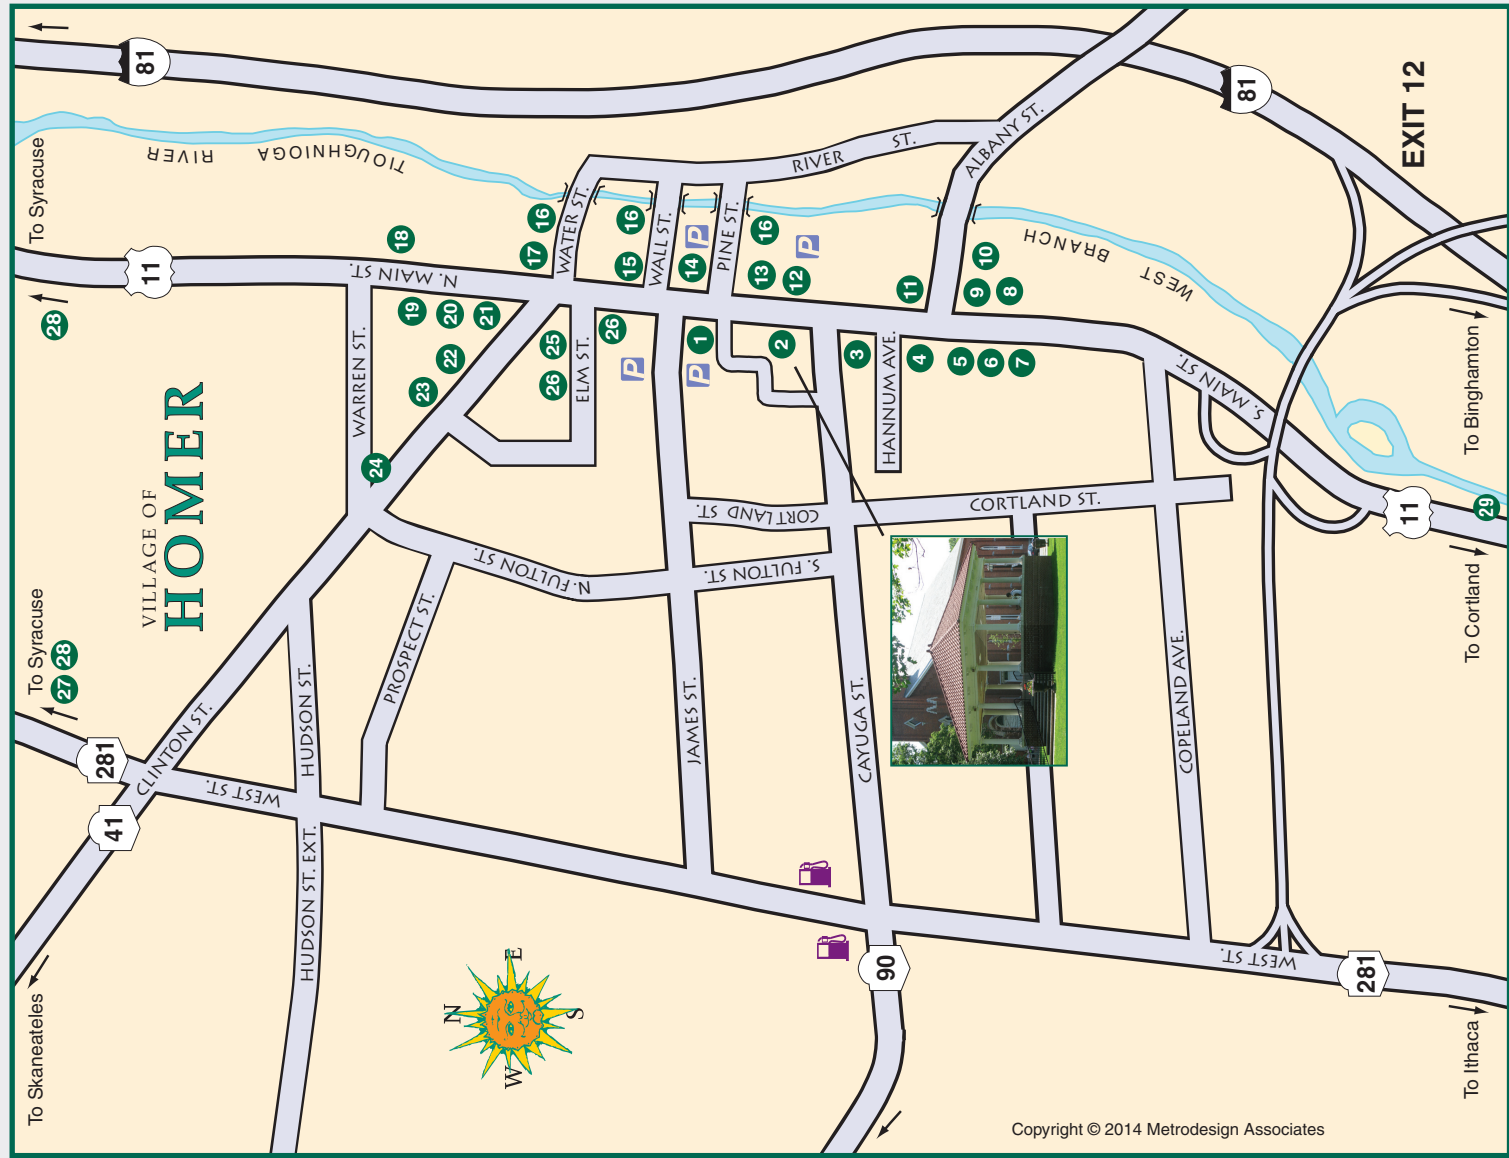 VILLAGE OF
HOMER
To Syracuse
81
TIOUGHNIOGA
RIVER
To Syracuse
11
28
18
N. MAIN ST.
WARREN ST.
19
20
21
22
23
24
17
16
WATER ST.
25
26
ELM ST.
26
P
15
16
WALL ST.
14
P
PINE ST.
1
P
13
16
12
P
2
RIVER
ST.
ALBANY ST.
81
EXIT 12
3
HANNUM AVE.
11
4
5
6
7
8
9
10
WEST
BRANCH
S. MAIN ST.
To Binghamton
11
29
To Cortland
CORTLAND ST.
CORTLAND ST.
N. FULTON ST.
S. FULTON ST.
PROSPECT ST.
To Syracuse
27
28
281
CLINTON ST.
41
WEST ST.
HUDSON ST.
HUDSON ST. EXT.
To Skaneateles
JAMES ST.
CAYUGA ST.
COPELAND AVE.
90
WEST ST.
281
To Ithaca
N
E
S
W
Copyright © 2014 Metrodesign Associates